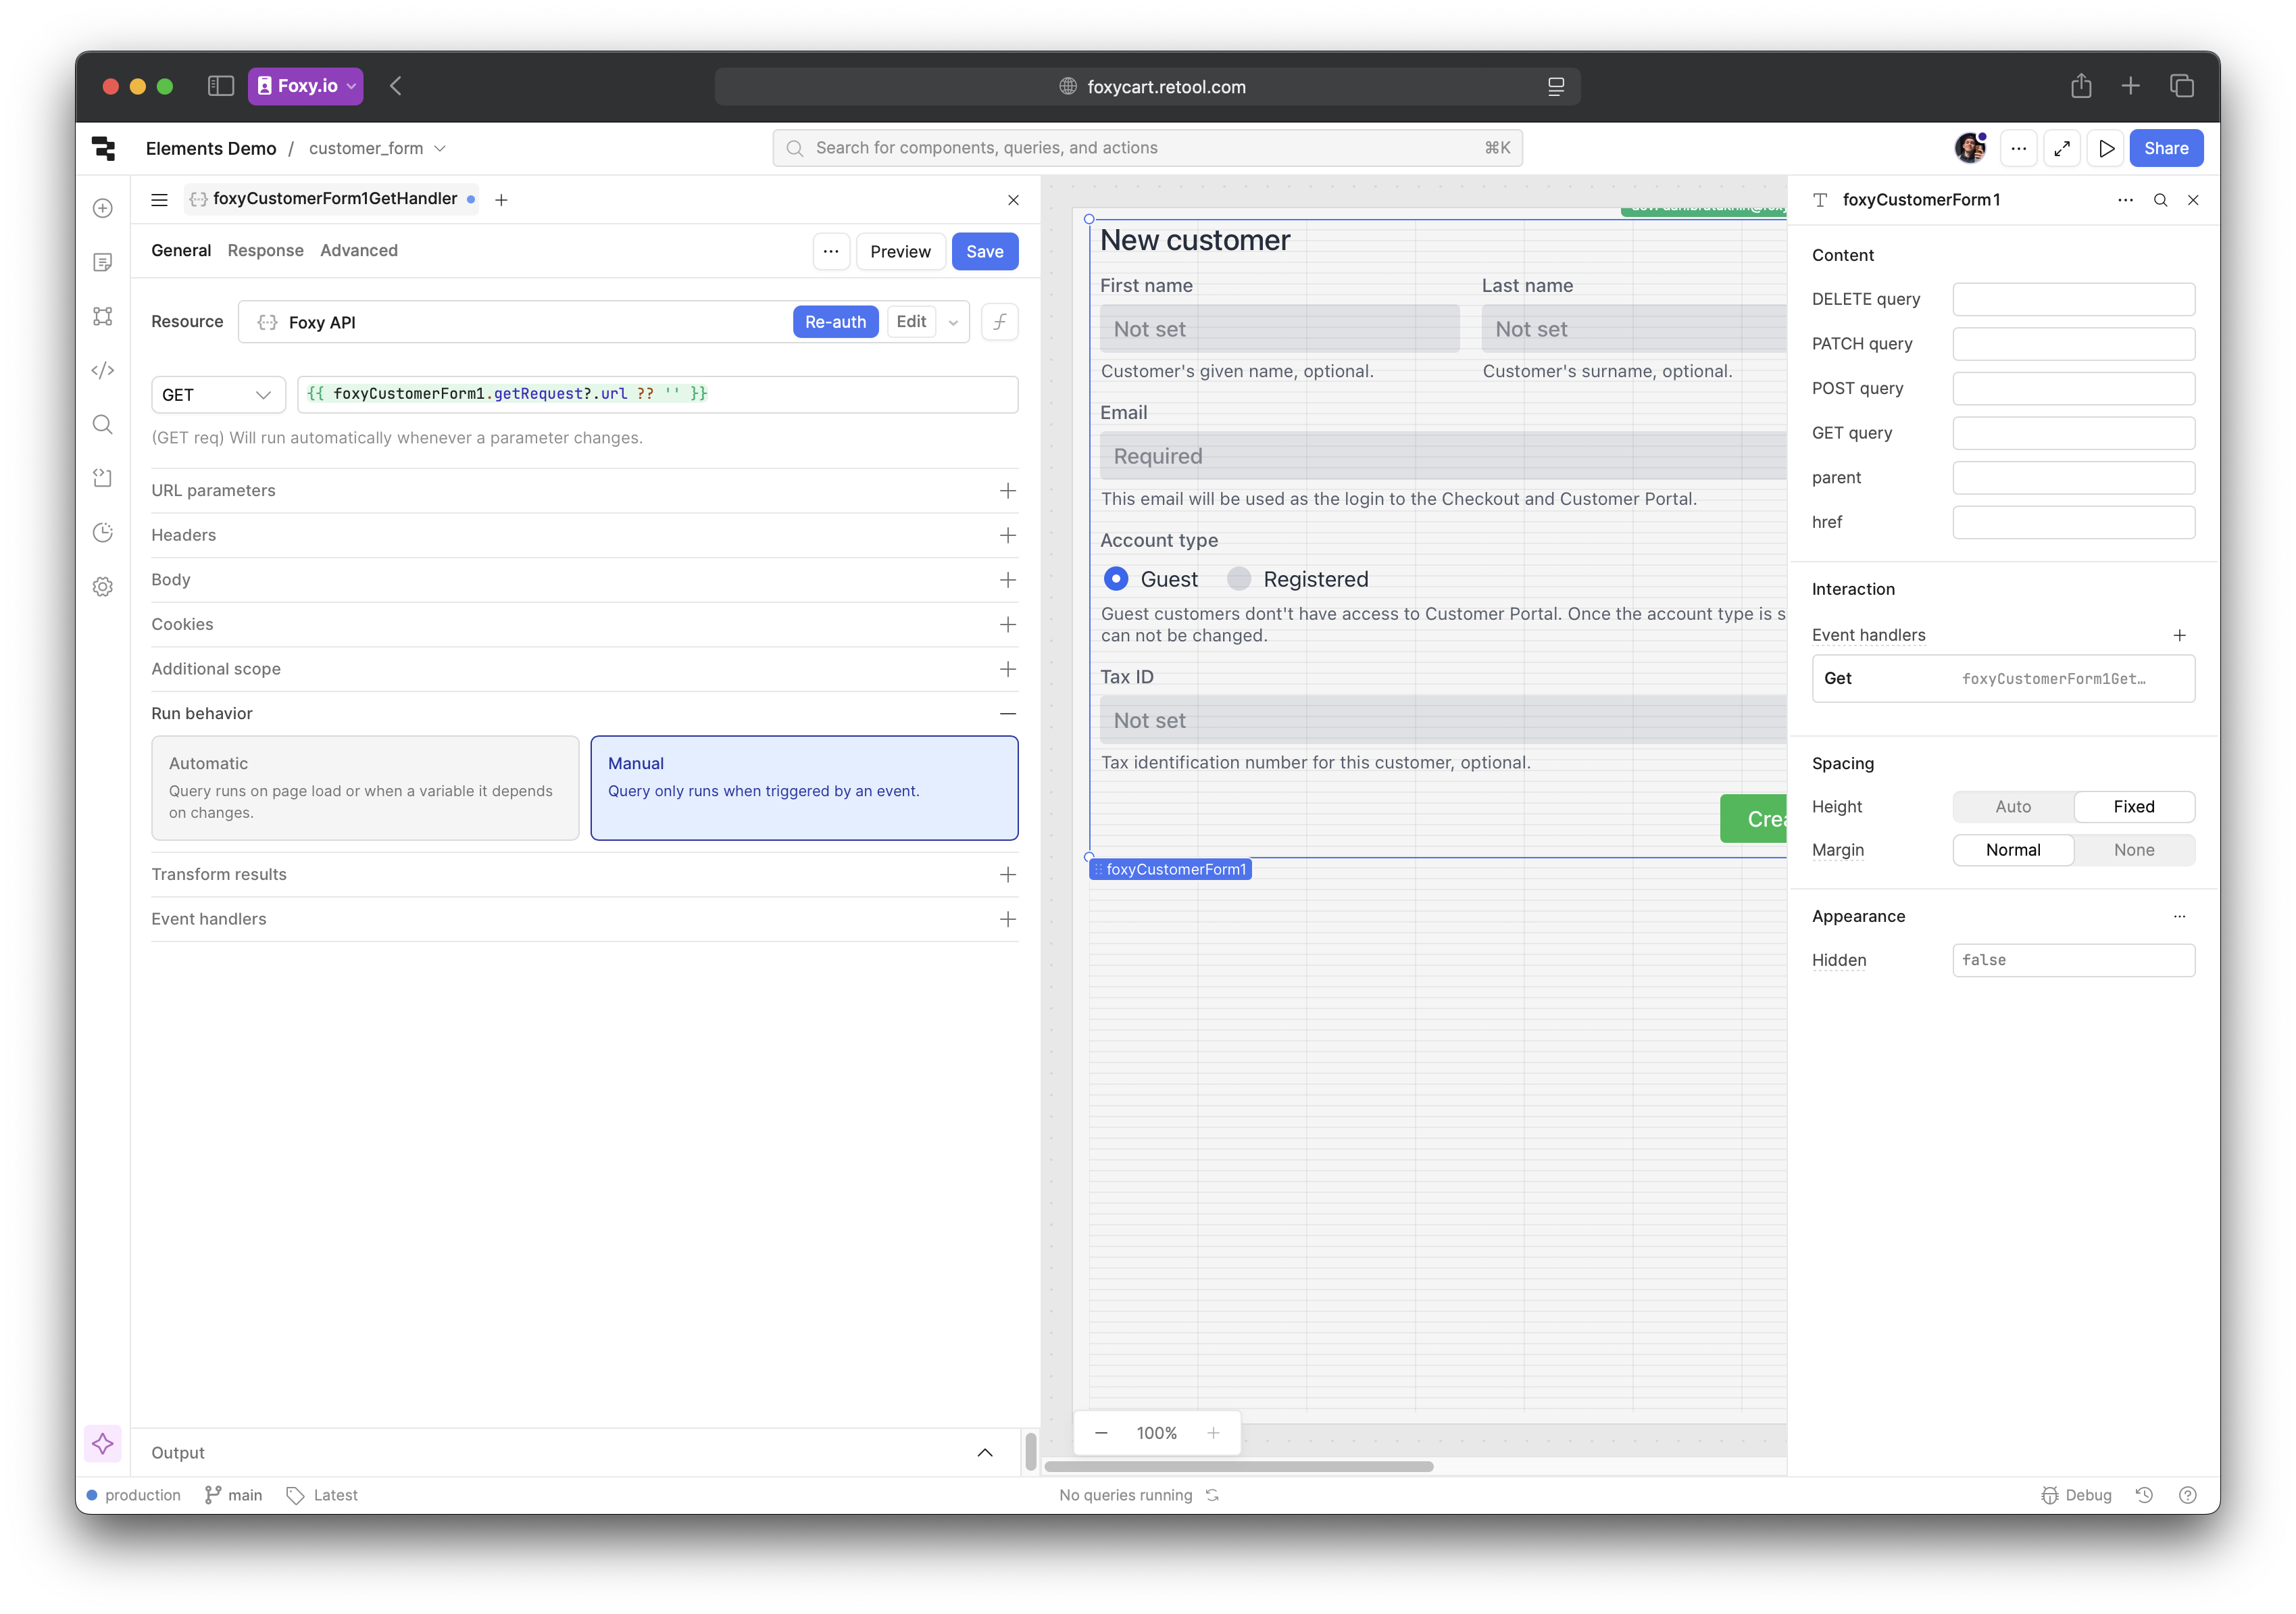 Foxy.io
foxycart.retool.com
Elements Demo / customer_form
Search for components, queries, and actions
⌘K
Share
foxyCustomerForm1GetHandler
General
Response
Advanced
Preview
Save
Resource
Foxy API
Re-auth
Edit
GET
{{ foxyCustomerForm1.getRequest?.url ?? '' }}
(GET req) Will run automatically whenever a parameter changes.
URL parameters
Headers
Body
Cookies
Additional scope
Run behavior
Automatic
Query runs on page load or when a variable it depends
on changes.
Manual
Query only runs when triggered by an event.
Transform results
Event handlers
Output
New customer
First name
Last name
Not set
Not set
Customer's given name, optional.
Customer's surname, optional.
Email
Required
This email will be used as the login to the Checkout and Customer Portal.
Account type
Guest
Registered
Guest customers dont't have access to Customer Portal. Once the account type is s
can not be changed.
Tax ID
Not set
Tax identification number for this customer, optional.
Crea
foxyCustomerForm1
100%
foxyCustomerForm1
Content
DELETE query
PATCH query
POST query
GET query
parent
href
Interaction
Event handlers
Get
foxyCustomerForm1Get…
Spacing
Height
Auto
Fixed
Margin
Normal
None
Appearance
Hidden
false
production
main
Latest
No queries running
Debug